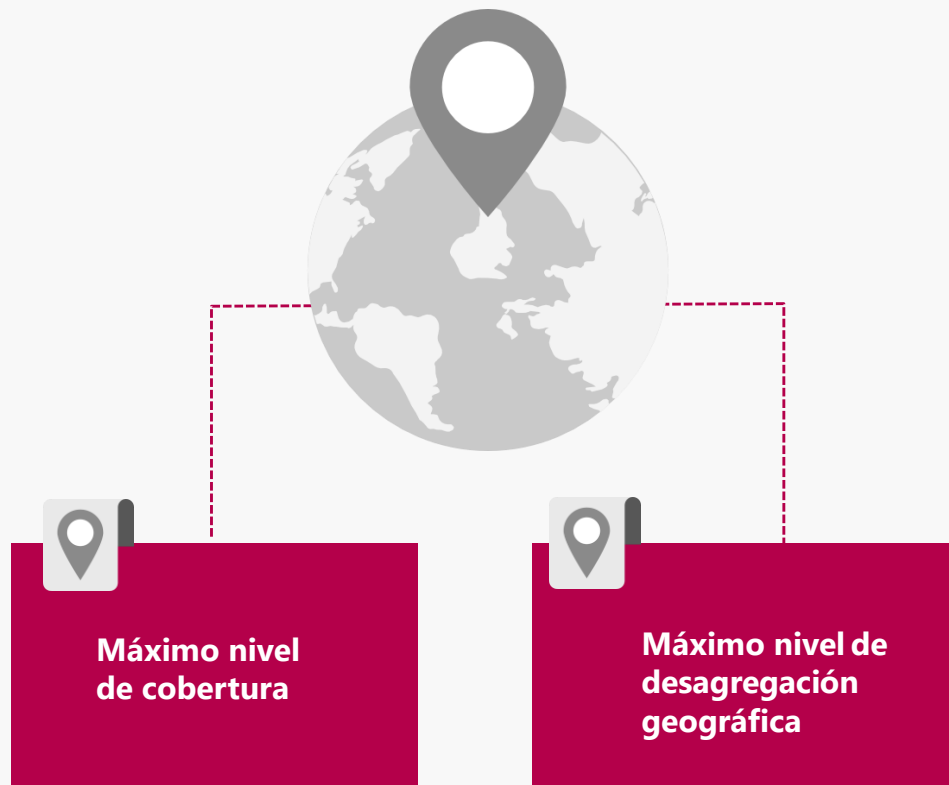 Máximo nivel
de cobertura
Máximo nivel de
desagregación
geográfica